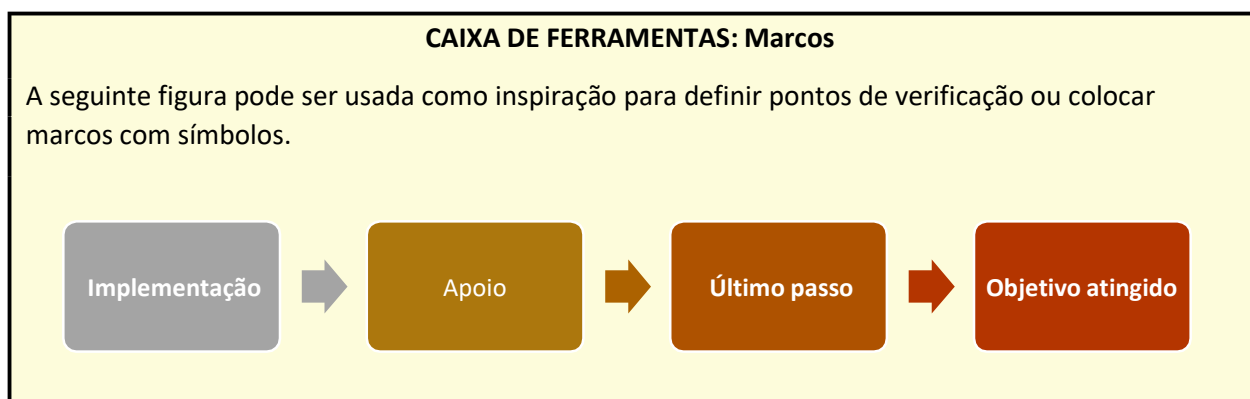 CAIXA DE FERRAMENTAS: Marcos
A seguinte figura pode ser usada como inspiração para definir pontos de verificação ou colocar
marcos com símbolos.
Implementação
Apoio
Último passo
Objetivo atingido